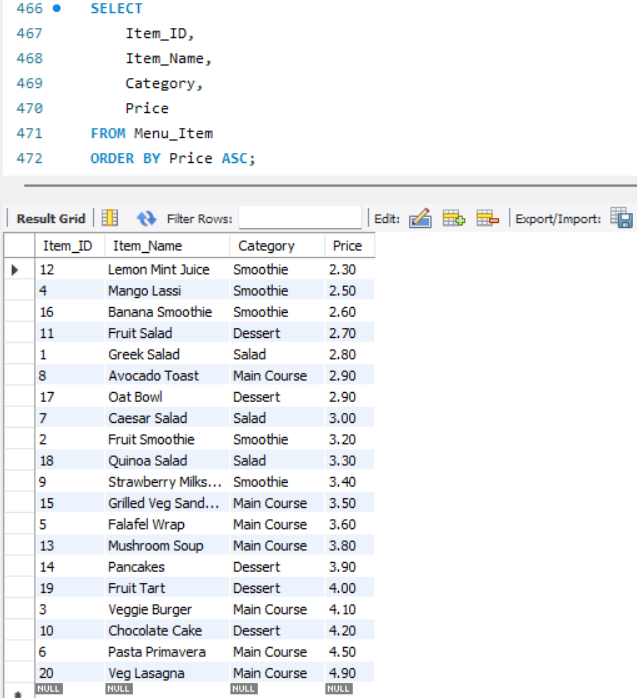 466 SELECT
467 Item_ID,
468 Item_Name,
469 Category,
470 Price
471 FROM Menu_Item
472 ORDER BY Price ASC;
Result Grid Filter Rows: Edit: Export/Import:
Item_ID Item_Name Category Price
12 Lemon Mint Juice Smoothie 2.30
4 Mango Lassi Smoothie 2.50
16 Banana Smoothie Smoothie 2.60
11 Fruit Salad Dessert 2.70
1 Greek Salad Salad 2.80
8 Avocado Toast Main Course 2.90
17 Oat Bowl Dessert 2.90
7 Caesar Salad Salad 3.00
2 Fruit Smoothie Smoothie 3.20
18 Quinoa Salad Salad 3.30
9 Strawberry Milks... Smoothie 3.40
15 Grilled Veg Sand... Main Course 3.50
5 Falafel Wrap Main Course 3.60
13 Mushroom Soup Main Course 3.80
14 Pancakes Dessert 3.90
19 Fruit Tart Dessert 4.00
3 Veggie Burger Main Course 4.10
10 Chocolate Cake Dessert 4.20
6 Pasta Primavera Main Course 4.50
20 Veg Lasagna Main Course 4.90
NULL NULL NULL NULL